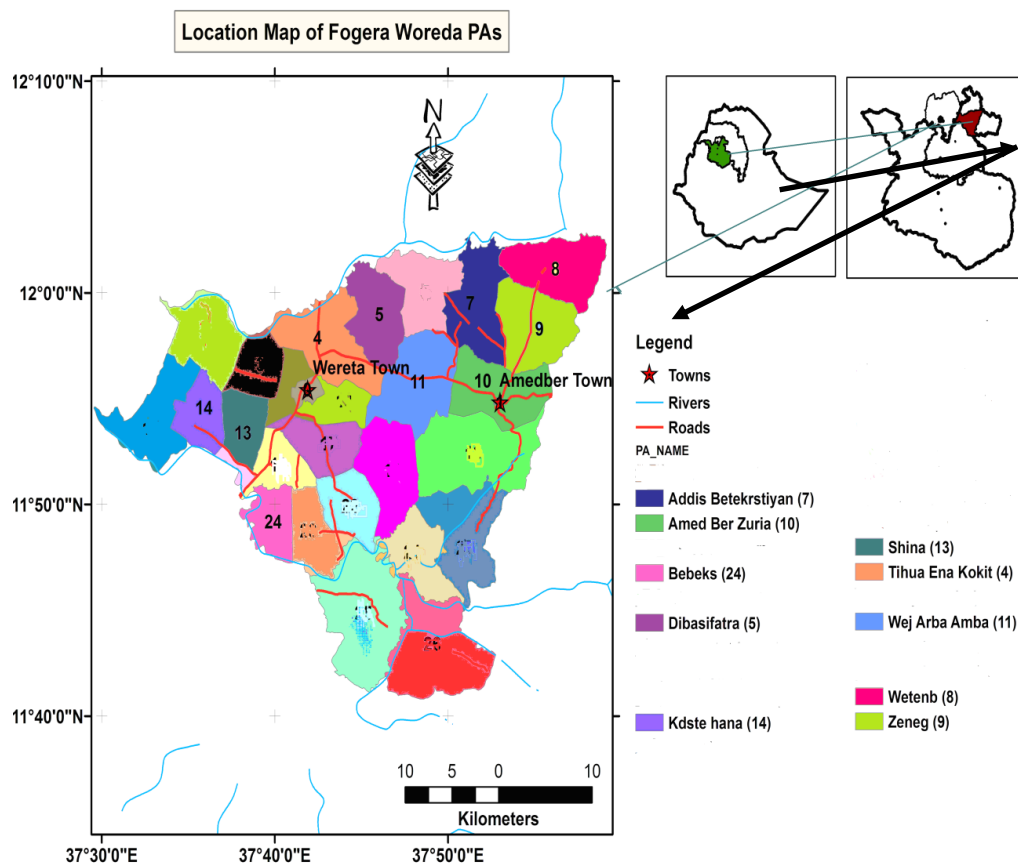 Location Map of Fogera Woreda PAs
12°10'0"N
12°0'0"N
11°50'0"N
11°40'0"N
37°30'0"E
37°40'0"E
37°50'0"E
N
8
7
5
9
4
Wereta Town
11
10
Amedber Town
14
13
24
26
10
5
0
10
Kilometers
Legend
Towns
Rivers
Roads
PA_NAME
Addis Betekrstiyan (7)
Amed Ber Zuria (10)
Bebeks (24)
Dibasifatra (5)
Kdste hana (14)
Shina (13)
Tihua Ena Kokit (4)
Wej Arba Amba (11)
Wetenb (8)
Zeneg (9)